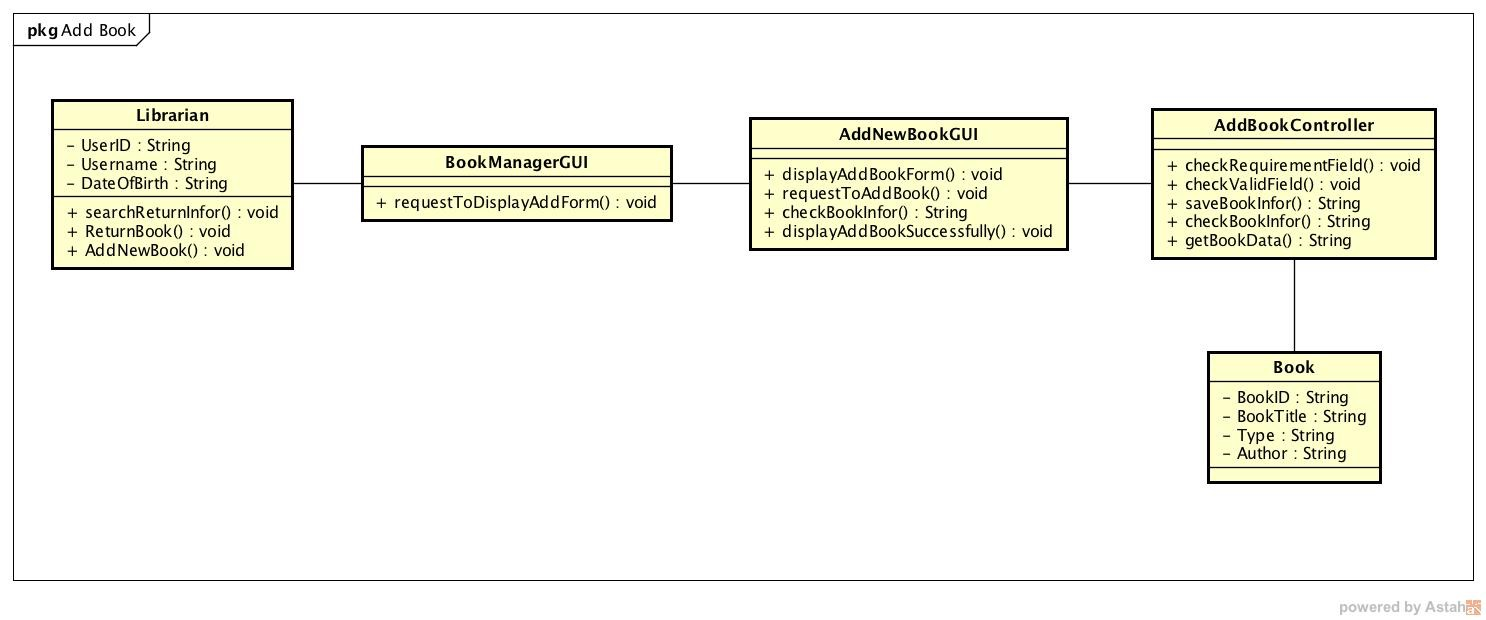 pkg Add Book
Librarian
- UserID : String
- Username : String
- DateOfBirth : String
+ searchReturnInfor() : void
+ ReturnBook() : void
+ AddNewBook() : void
BookManagerGUI
+ requestToDisplayAddForm() : void
AddNewBookGUI
+ displayAddBookForm() : void
+ requestToAddBook() : void
+ checkBookInfor() : String
+ displayAddBookSuccessfully() : void
AddBookController
+ checkRequirementField() : void
+ checkValidField() : void
+ saveBookInfor() : String
+ checkBookInfor() : String
+ getBookData() : String
Book
- BookID : String
- BookTitle : String
- Type : String
- Author : String
powered by Astah